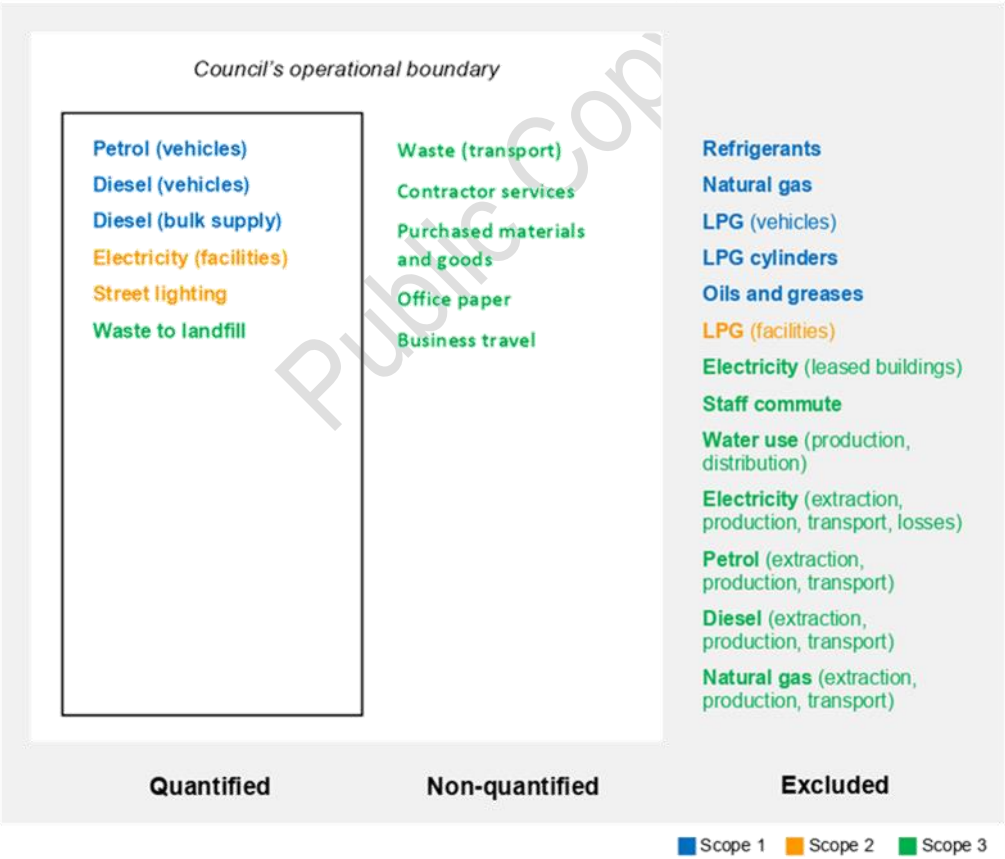 Council's operational boundary
Petrol (vehicles)
Diesel (vehicles)
Diesel (bulk supply)
Electricity (facilities)
Street lighting
Waste to landfill
Waste (transport)
Contractor services
Purchased materials
and goods
Office paper
Business travel
Refrigerants
Natural gas
LPG (vehicles)
LPG cylinders
Oils and greases
LPG (facilities)
Electricity (leased buildings)
Staff commute
Water use (production,
distribution)
Electricity (extraction,
production, transport, losses)
Petrol (extraction,
production, transport)
Diesel (extraction,
production, transport)
Natural gas (extraction,
production, transport)
Quantified
Non-quantified
Excluded
Scope 1
Scope 2
Scope 3
Public Copy